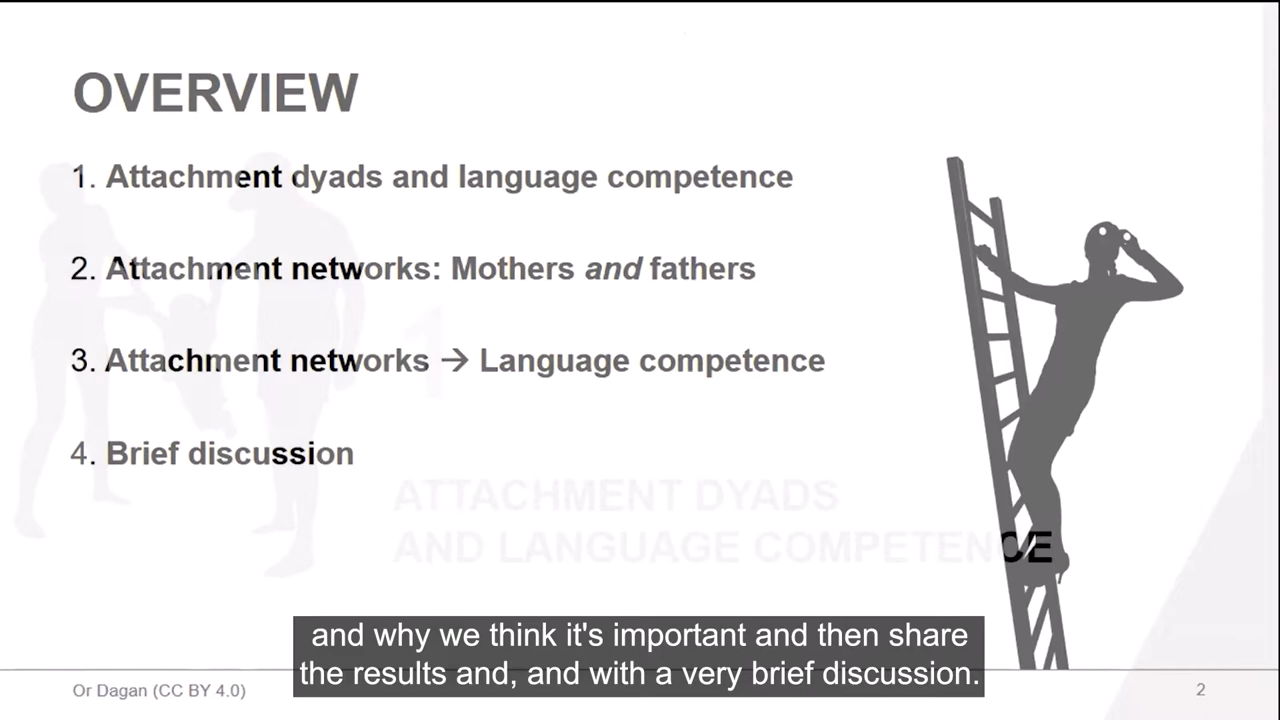 OVERVIEW
1. Attachment dyads and language competence
2. Attachment networks: Mothers and fathers
3. Attachment networks → Language competence
4. Brief discussion
1
ATTACHMENT DYADS
AND LANGUAGE COMPETENCE
and why we think it's important and then share
the results and, and with a very brief discussion.
Or Dagan (CC BY 4.0)
2